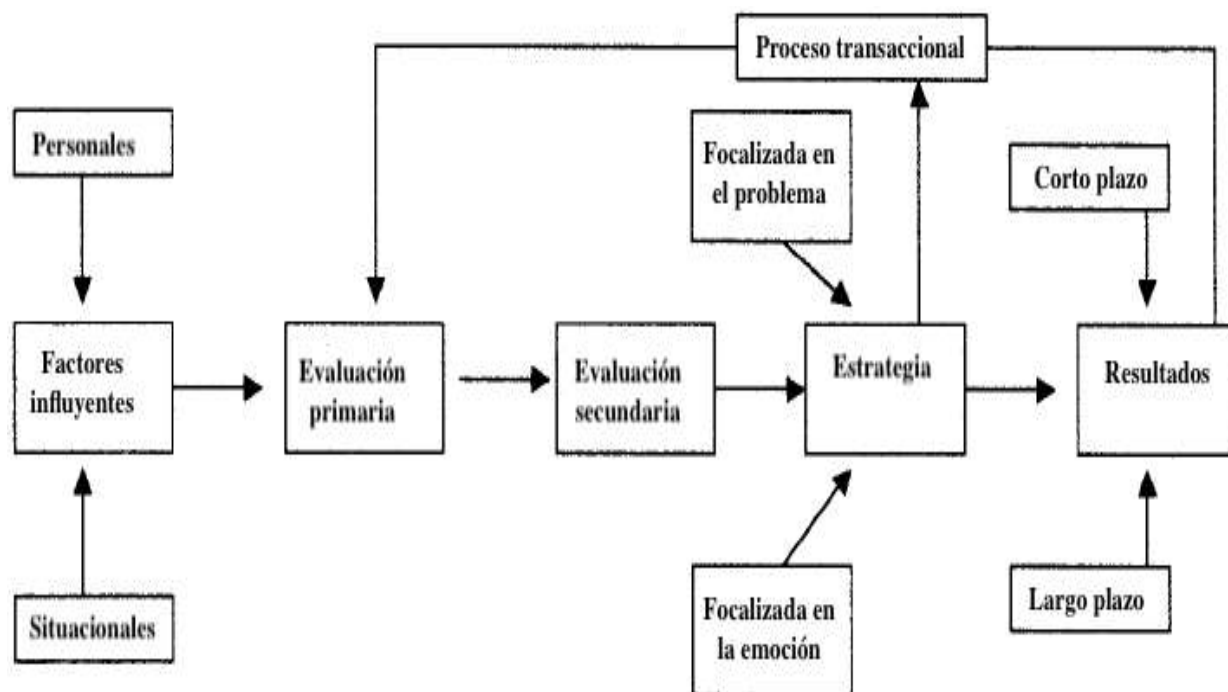 Proceso transaccional
Personales
Focalizada en
el problema
Corto plazo
Factores
influyentes
Evaluación
primaria
Evaluación
secundaria
Estrategia
Resultados
Situacionales
Focalizada en
la emoción
Largo plazo